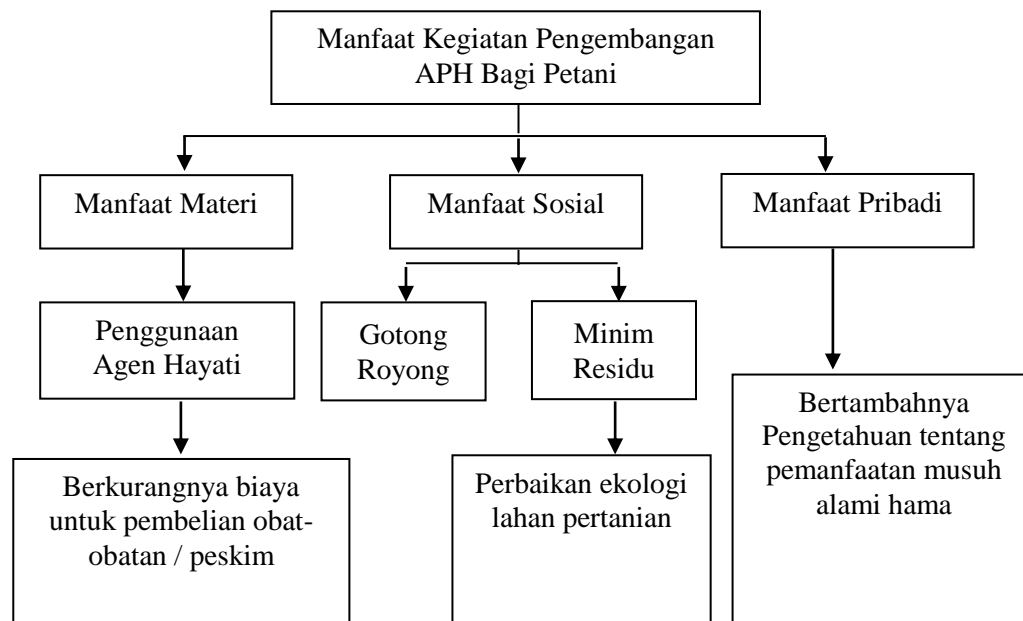 Manfaat Kegiatan Pengembangan
APH Bagi Petani
Manfaat Materi
Manfaat Sosial
Manfaat Pribadi
Penggunaan
Agen Hayati
Gotong
Royong
Minim
Residu
Bertambahnya
Pengetahuan tentang
pemanfaatan musuh
alami hama
Berkurangnya biaya
untuk pembelian obat-
obatan / peskim
Perbaikan ekologi
lahan pertanian